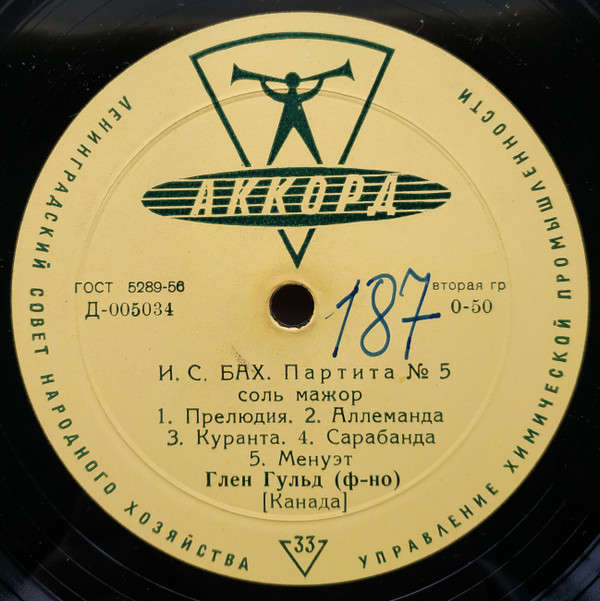 ЛЕНИНГРАДСКИЙ СОВЕТ НАРОДНОГО ХОЗЯЙСТВА
УПРАВЛЕНИЕ ХИМИЧЕСКОЙ ПРОМЫШЛЕННОСТИ
АККОРД
ГОСТ 5289-56
Д-005034
187
вторая гр
0-50
И. С. БАХ. Партита № 5
соль мажор
1. Прелюдия. 2. Аллеманда
3. Куранта. 4. Сарабанда
5. Менуэт
Глен Гульд (ф-но)
[Канада]
33